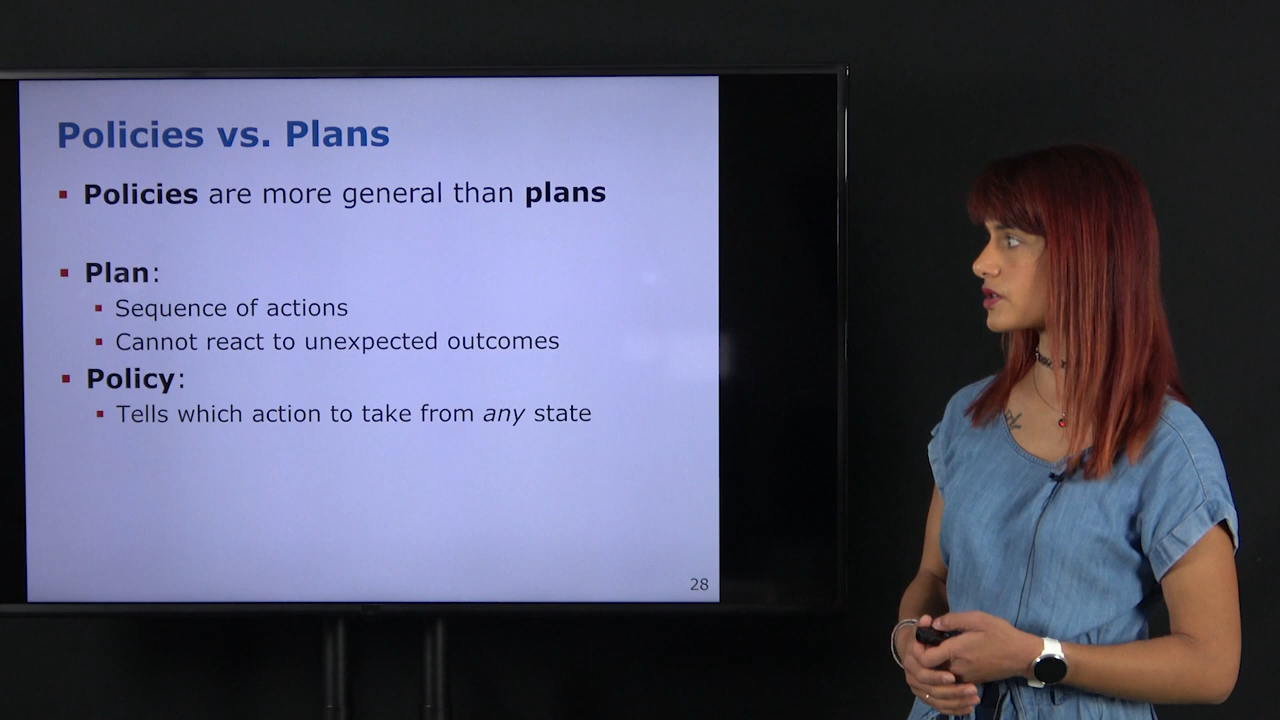 Policies vs. Plans
▪ Policies are more general than plans
▪ Plan:
▪ Sequence of actions
▪ Cannot react to unexpected outcomes
▪ Policy:
▪ Tells which action to take from any state
28